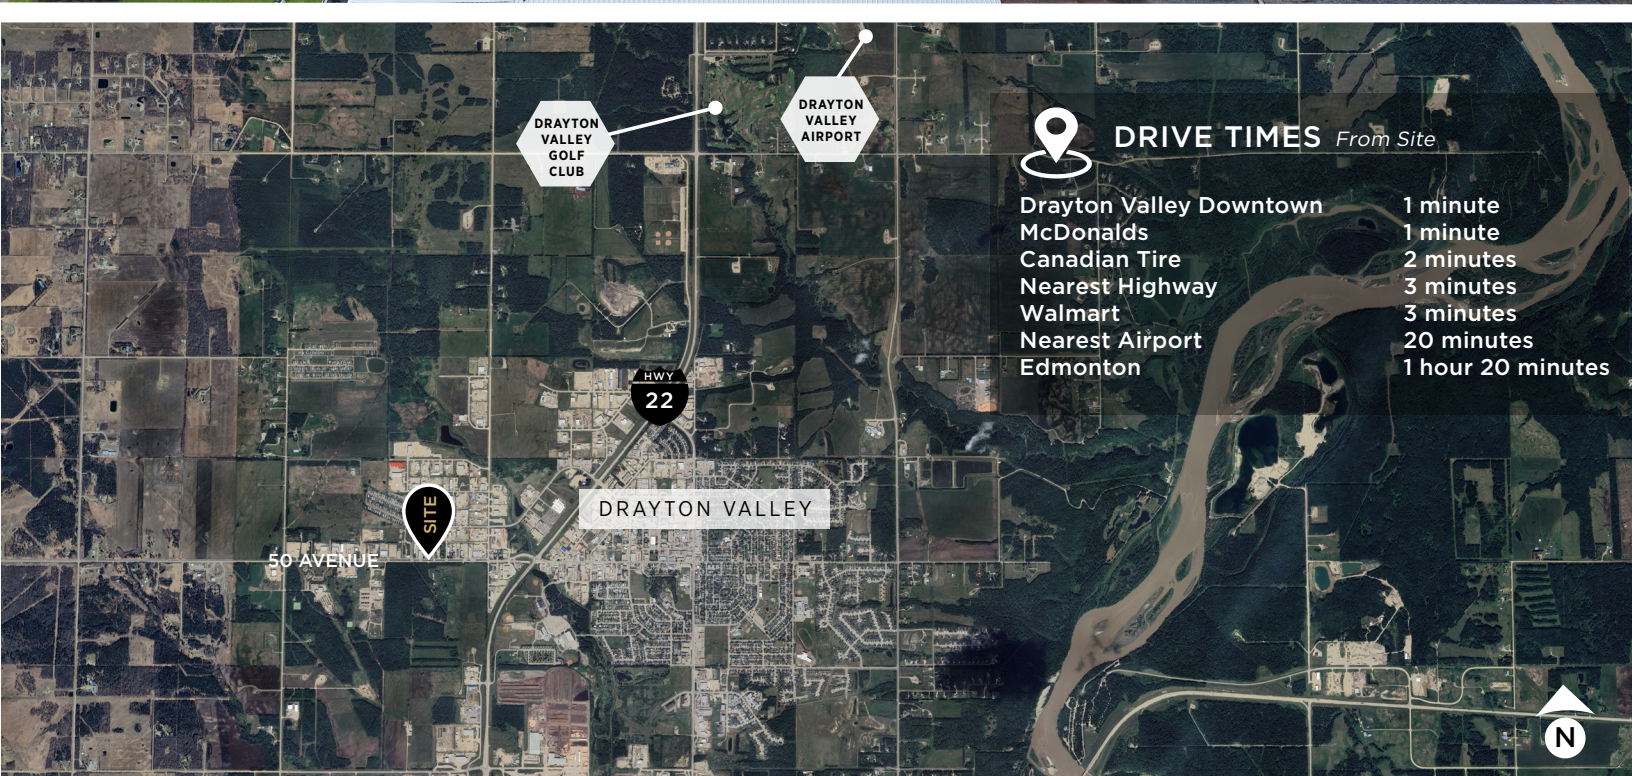 DRAYTON
VALLEY
GOLF
CLUB
DRAYTON
VALLEY
AIRPORT
DRIVE TIMES From Site
Drayton Valley Downtown 1 minute
McDonalds 1 minute
Canadian Tire 2 minutes
Nearest Highway 3 minutes
Walmart 3 minutes
Nearest Airport 20 minutes
Edmonton 1 hour 20 minutes
HWY
22
SITE
DRAYTON VALLEY
50 AVENUE
N